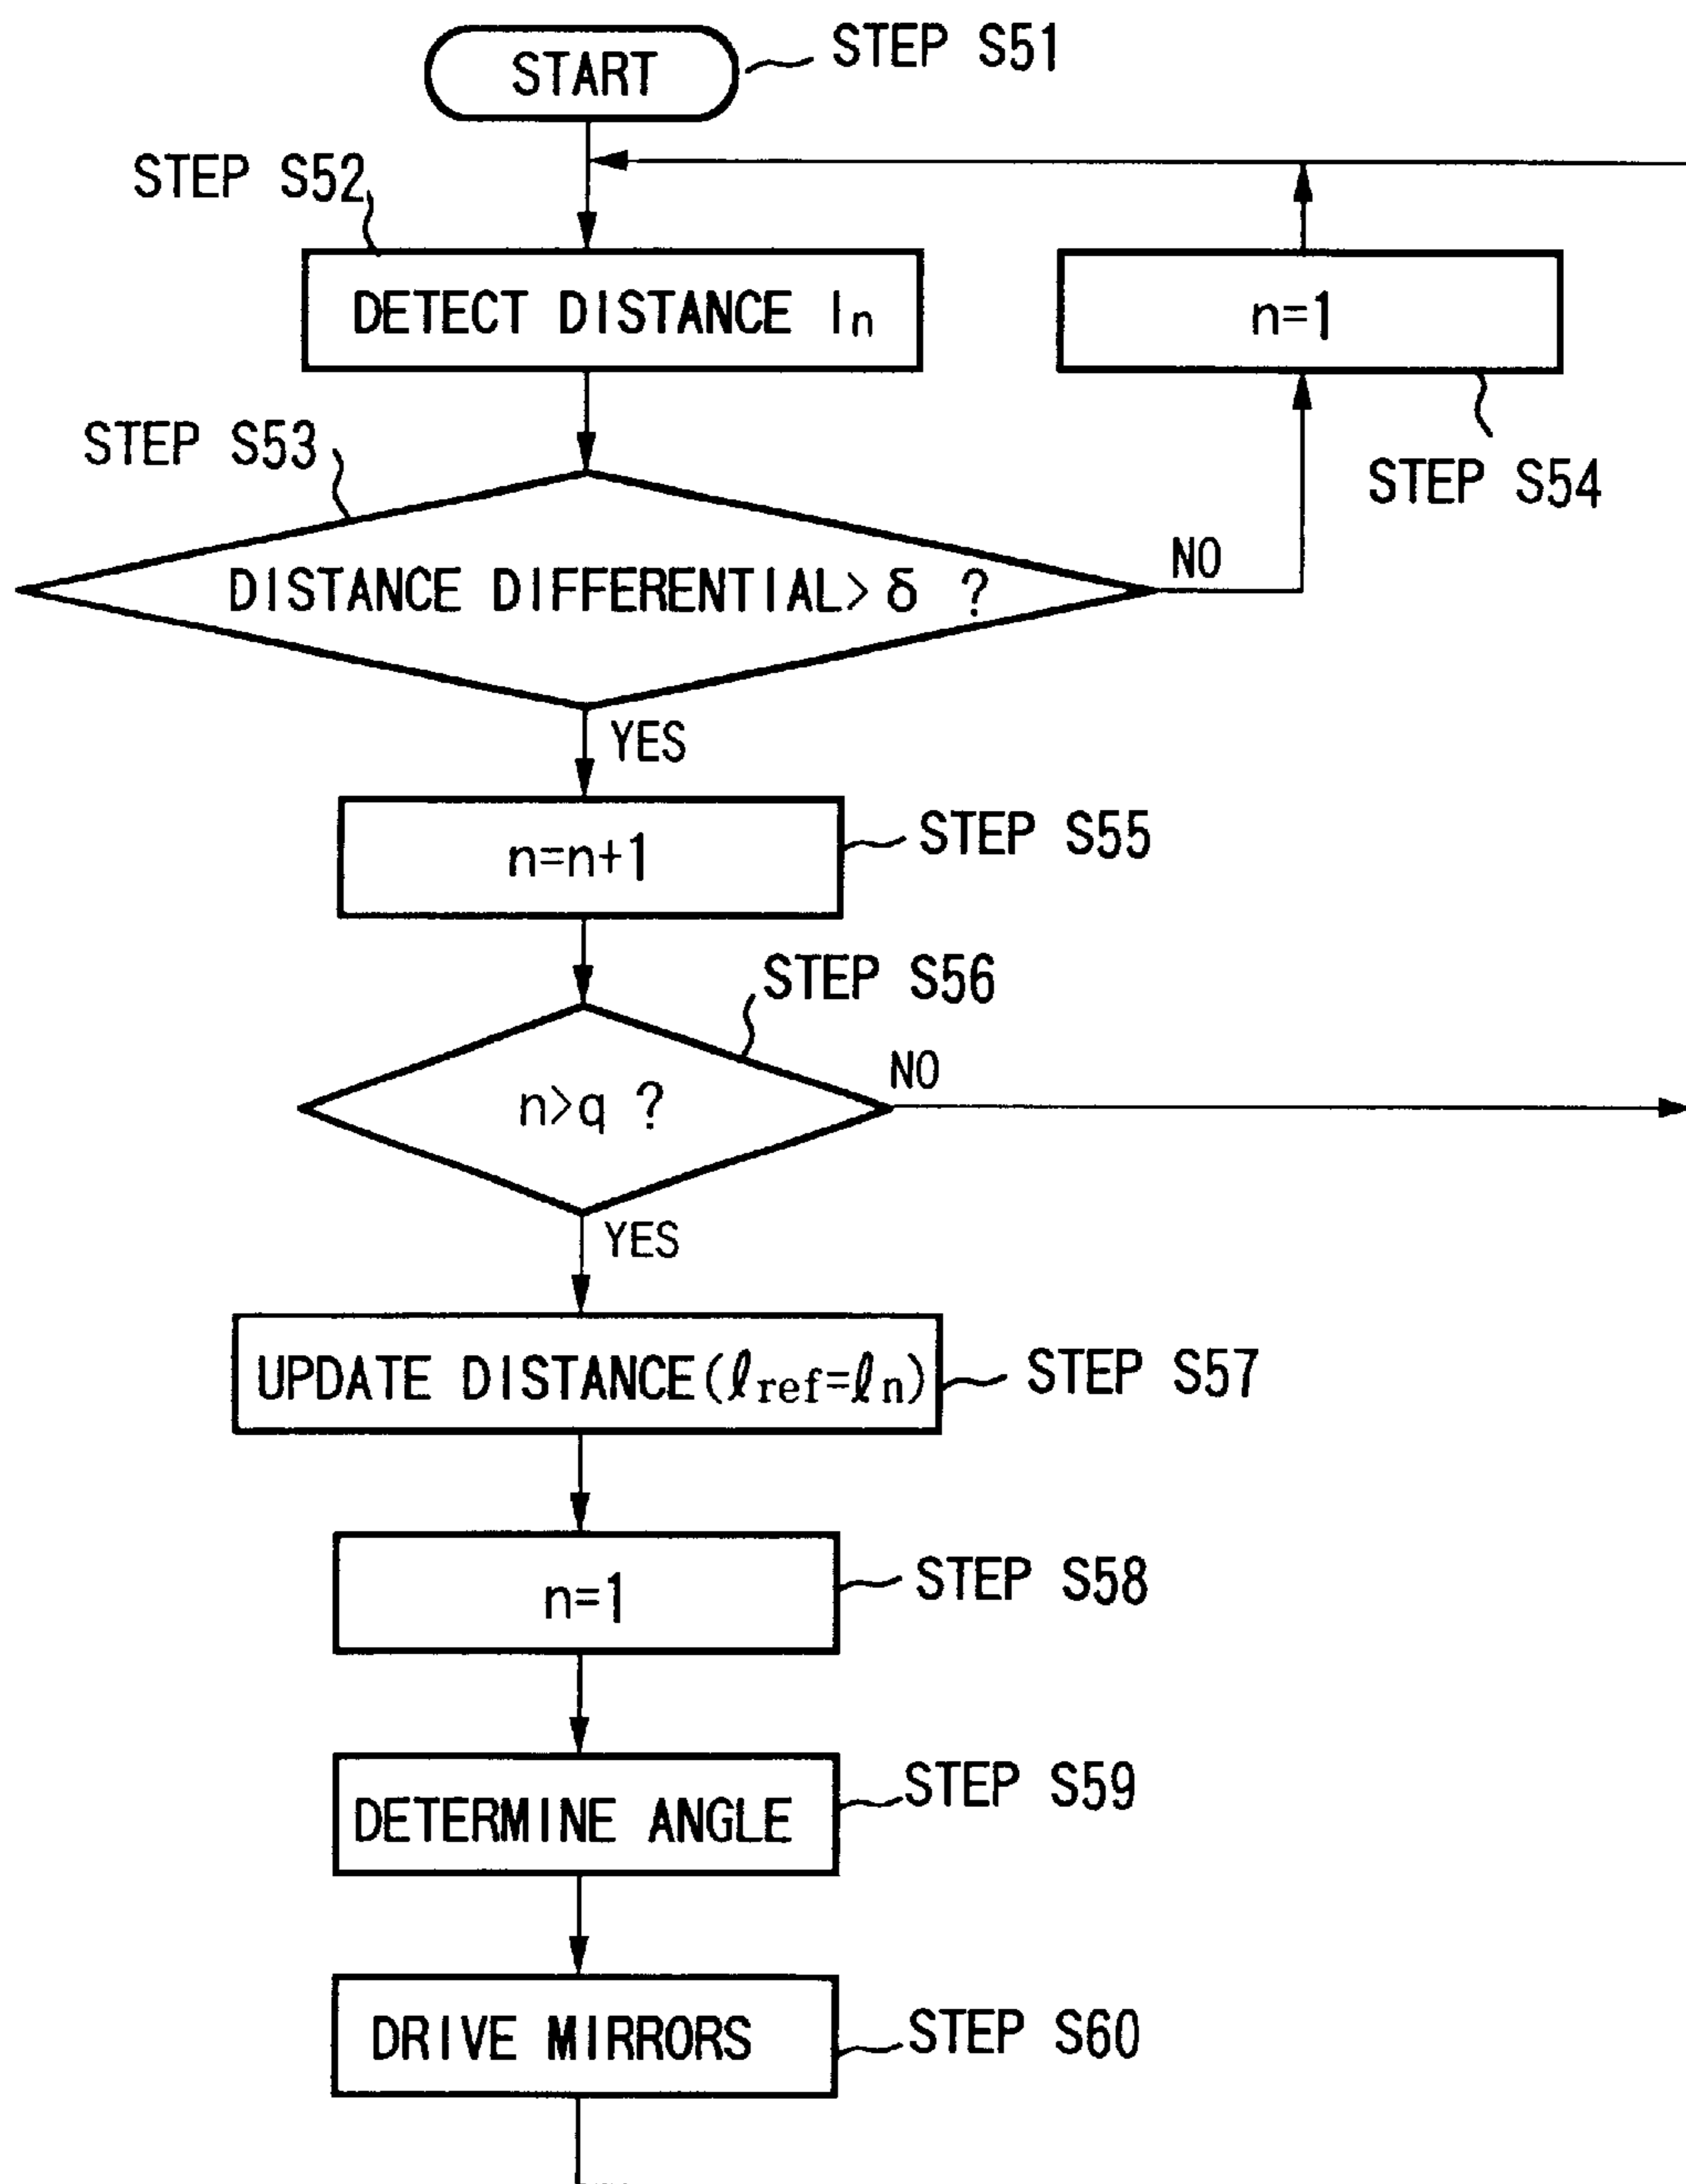 START
STEP S51
STEP S52
DETECT DISTANCE ln
n=1
STEP S53
STEP S54
DISTANCE DIFFERENTIAL>δ ?
NO
YES
n=n+1
STEP S55
STEP S56
n>q ?
NO
YES
UPDATE DISTANCE(ℓref=ℓn)
STEP S57
n=1
STEP S58
DETERMINE ANGLE
STEP S59
DRIVE MIRRORS
STEP S60